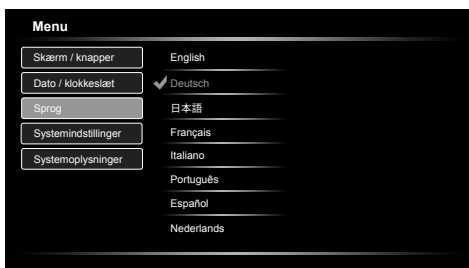 Menu
Skærm / knapper
Dato / klokkeslæt
Sprog
Systemindstillinger
Systemoplysninger
English
Deutsch
日本語
Français
Italiano
Português
Español
Nederlands